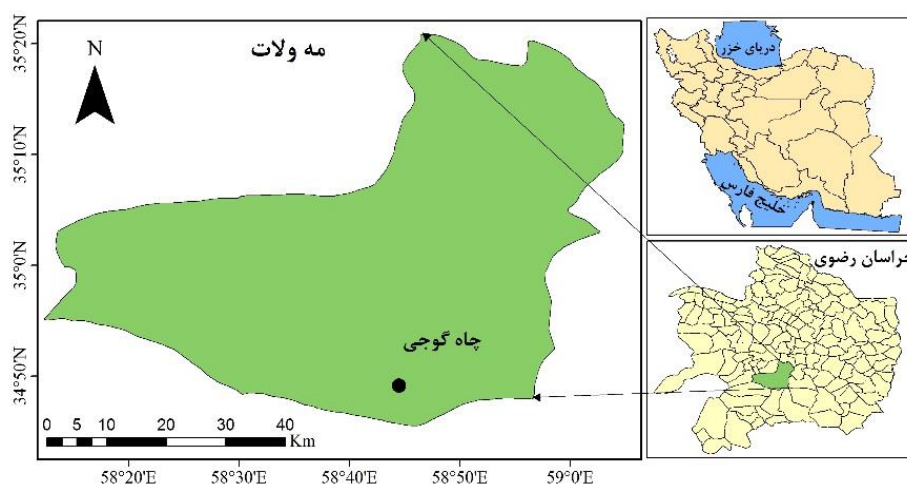 مه ولات
N
35°20'N
35°10'N
35°0'N
34°50'N
چاه گوجی
0 5 10 20 30 40
Km
58°20'E 58°30'E 58°40'E 58°50'E 59°0'E
دریای خزر
خلیج فارس
خراسان رضوی